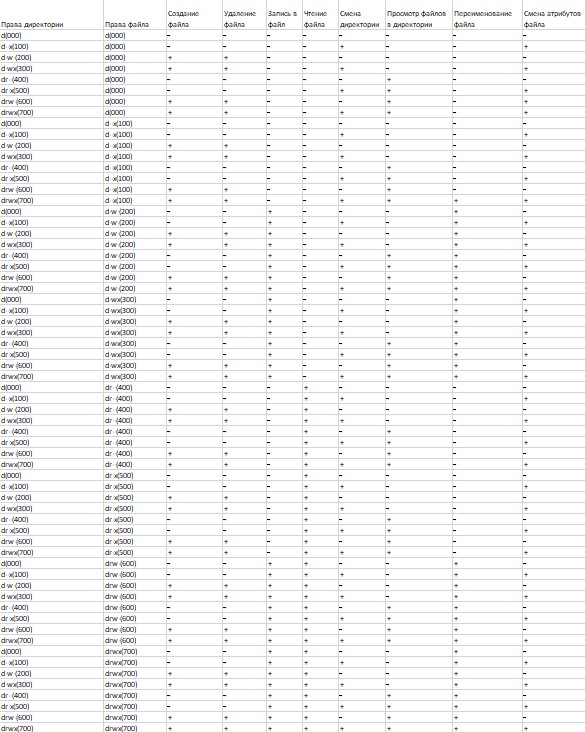 Права директории Права файла Создание файла Удаление файла Запись в файл Чтение файла Смена директории Просмотр файлов в директории Переименование файла Смена атрибутов файла
d(000) d(000) - - - - - - - -
d -x(100) d(000) - - - - + - - +
d w (200) d(000) + + - - - - - -
d wx(300) d(000) + + - - + - - +
dr -(400) d(000) - - - - - + - -
dr x(500) d(000) - - - - + + - +
drw (600) d(000) + + - - - + - +
drwx(700) d(000) + + - - + + - +
d(000) d -x(100) - - - - - - - -
d -x(100) d -x(100) - - - - + - - +
d w (200) d -x(100) + + - - - - - -
d wx(300) d -x(100) + + - - + - - +
dr -(400) d -x(100) - - - - - + - -
dr x(500) d -x(100) - - - - + + - +
drw (600) d -x(100) + + - - - + - -
drwx(700) d -x(100) + + - - + + + +
d(000) d w (200) - - + - - - + -
d -x(100) d w (200) - - + - + - + +
d w (200) d w (200) + + + - - - + -
d wx(300) d w (200) + + + - + - + +
dr -(400) d w (200) - - + - - + + -
dr x(500) d w (200) - - + - + + + +
drw (600) d w (200) + + + - - + + -
drwx(700) d w (200) + + + - + + + +
d(000) d wx(300) - - + - - - + -
d -x(100) d wx(300) - - + - + - + +
d w (200) d wx(300) + + + - - - + -
d wx(300) d wx(300) + + + - + - + +
dr -(400) d wx(300) - - + - - + + -
dr x(500) d wx(300) - - + - + + + +
drw (600) d wx(300) + + + - - + + -
drwx(700) d wx(300) + + + - + + + +
d(000) dr -(400) - - - + - - - -
d -x(100) dr -(400) - - - + + - - +
d w (200) dr -(400) + + - + - - - -
d wx(300) dr -(400) + + - + + - - +
dr -(400) dr -(400) - - - + - + - -
dr x(500) dr -(400) - - - + + + - +
drw (600) dr -(400) + + - + - + - -
drwx(700) dr -(400) + + - + + + - +
d(000) dr x(500) - - - + - - - -
d -x(100) dr x(500) - - - + + - - +
d w (200) dr x(500) + + - + - - - -
d wx(300) dr x(500) + + - + + - - +
dr -(400) dr x(500) - - - + - + - -
dr x(500) dr x(500) - - - + + + - +
drw (600) dr x(500) + + - + - + - -
drwx(700) dr x(500) + + - + + + - +
d(000) drw (600) - - + + - - + -
d -x(100) drw (600) - - + + + - + +
d w (200) drw (600) + + + + - - + -
d wx(300) drw (600) + + + + + - + +
dr -(400) drw (600) - - + + - + + -
dr x(500) drw (600) - - + + + + + +
drw (600) drw (600) + + + + - + + -
drwx(700) drw (600) + + + + + + + +
d(000) drwx(700) - - + + - - + -
d -x(100) drwx(700) - - + + + - + +
d w (200) drwx(700) + + + + - - + -
d wx(300) drwx(700) + + + + + - + +
dr -(400) drwx(700) - - + + - + + -
dr x(500) drwx(700) - - + + + + + +
drw (600) drwx(700) + + + + - + + -
drwx(700) drwx(700) + + + + + + + +